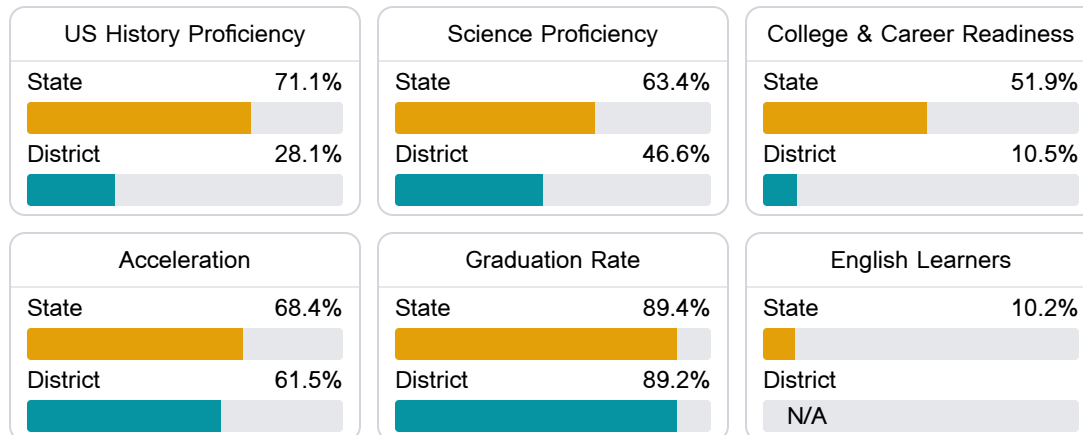 US History Proficiency
State 71.1%
District 28.1%
Science Proficiency
State 63.4%
District 46.6%
College & Career Readiness
State 51.9%
District 10.5%
Acceleration
State 68.4%
District 61.5%
Graduation Rate
State 89.4%
District 89.2%
English Learners
State 10.2%
District
N/A